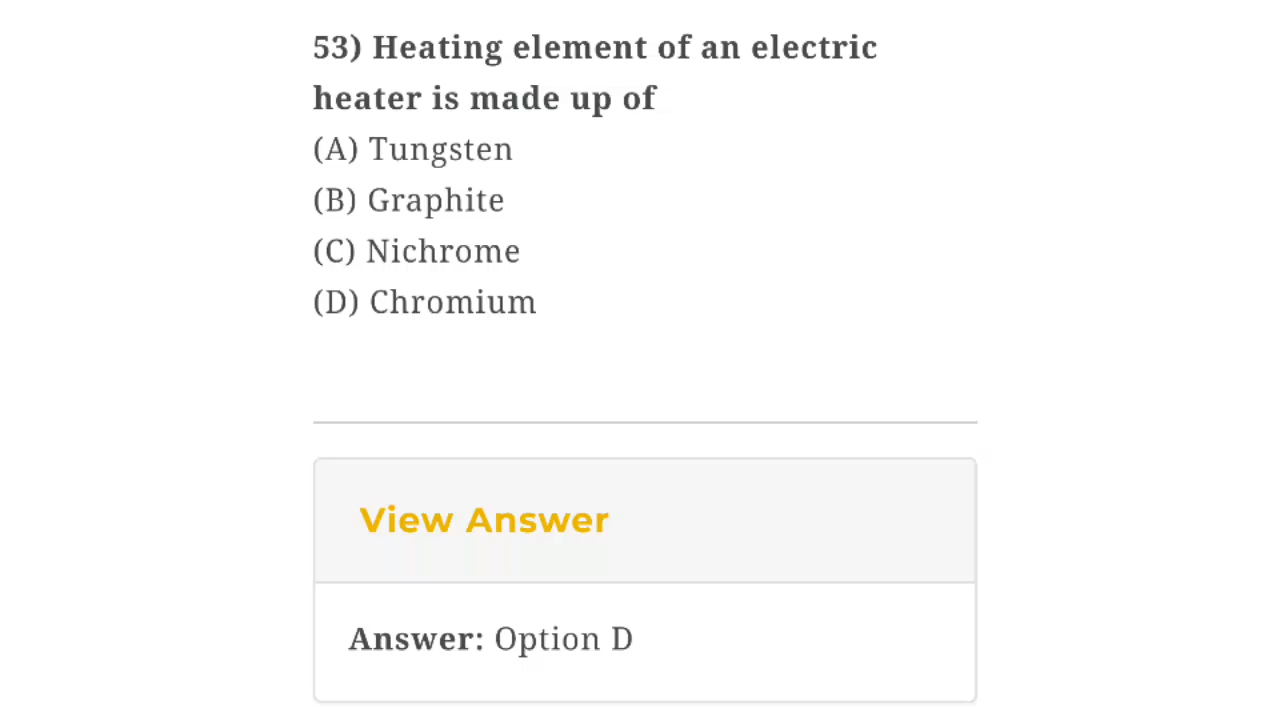 53) Heating element of an electric
heater is made up of
(A) Tungsten
(B) Graphite
(C) Nichrome
(D) Chromium
View Answer
Answer: Option D